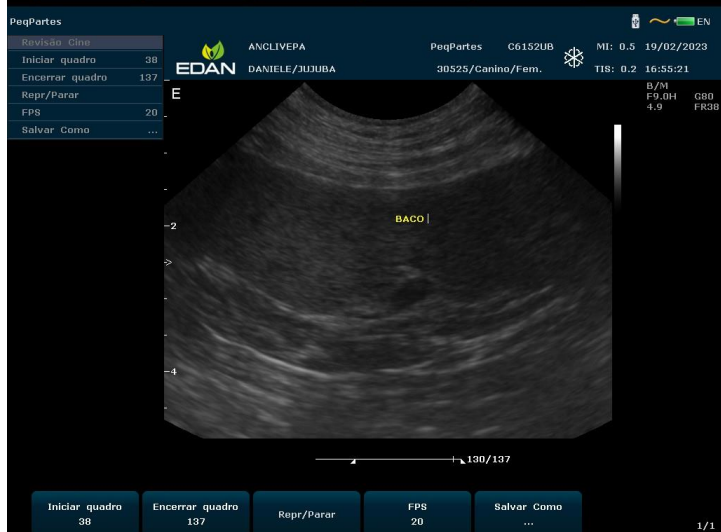 PeqPartes
EN
Revisão Cine
Iniciar quadro 38
Encerrar quadro 137
Repr/Parar
FPS 20
Salvar Como ...
EDAN
ANCLIVEPA PeqPartes C6152UB
DANIELE/JUJUBA 30525/Canino/Fem.
MI: 0.5 19/02/2023
TIS: 0.2 16:55:21
B/M
F9.0H G80
4.9 FR38
E
BACO
2
4
130/137
Iniciar quadro
38
Encerrar quadro
137
Repr/Parar
FPS
20
Salvar Como
...
1/1